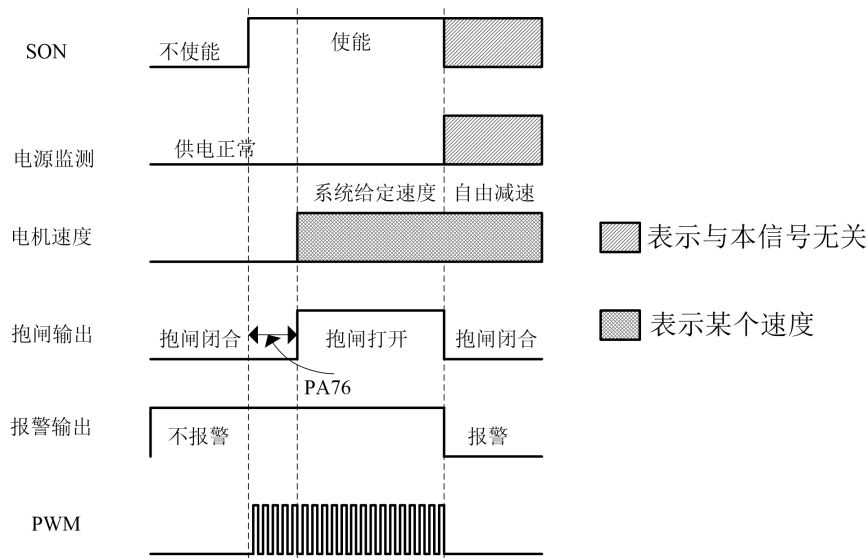 SON
不使能
使能
电源监测
供电正常
系统给定速度
自由减速
电机速度
表示与本信号无关
抱闸输出
抱闸闭合
抱闸打开
抱闸闭合
表示某个速度
PA76
报警输出
不报警
报警
PWM